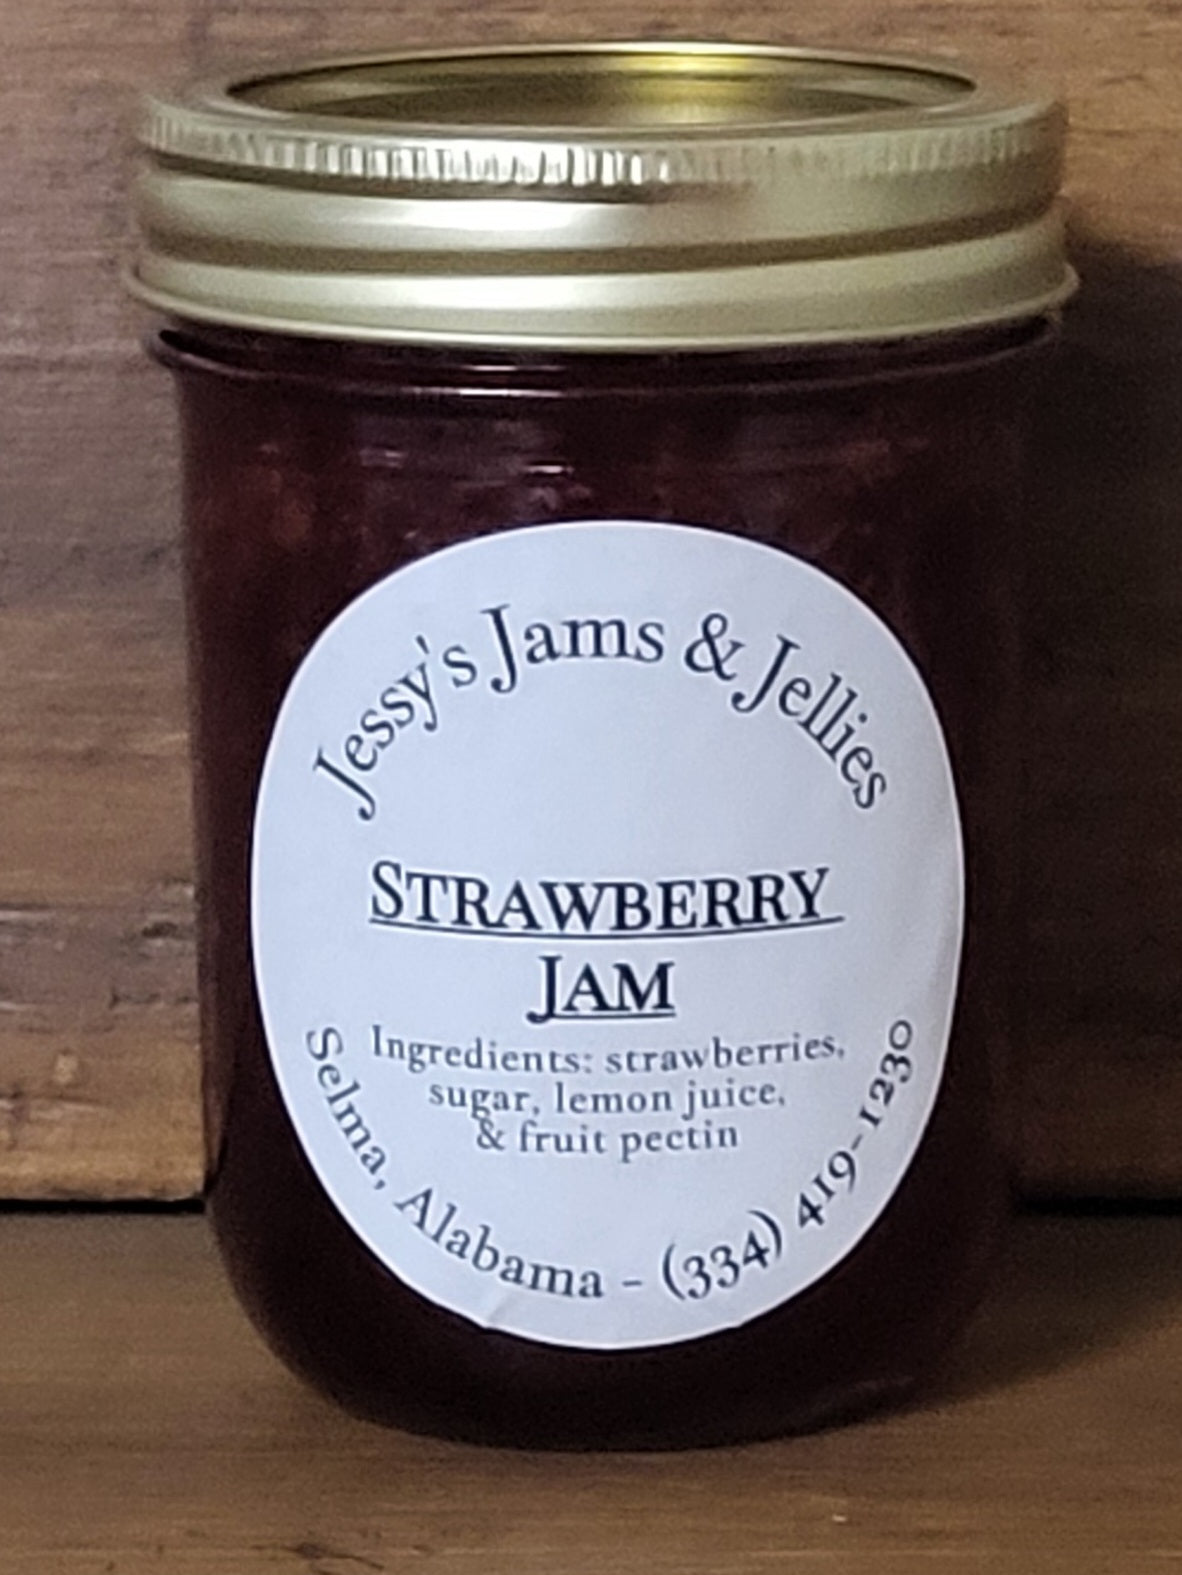 Jessy's Jams & Jellies
STRAWBERRY
JAM
Ingredients: strawberries,
sugar, lemon juice,
& fruit pectin
Selma, Alabama - (334) 419-1230